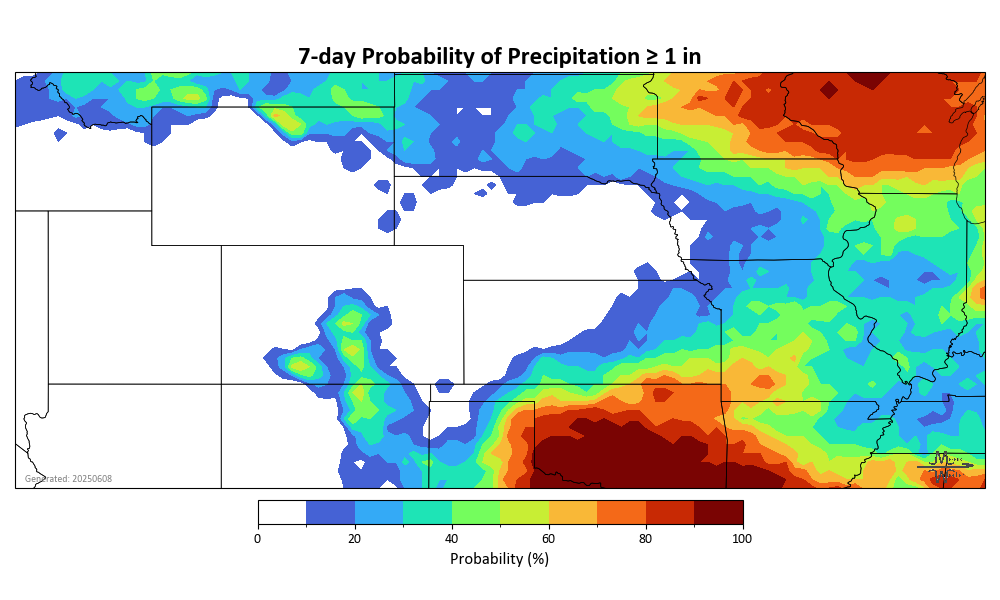 7-day Probability of Precipitation ≥ 1 in
Generated: 20250608
0 20 40 60 80 100
Probability (%)